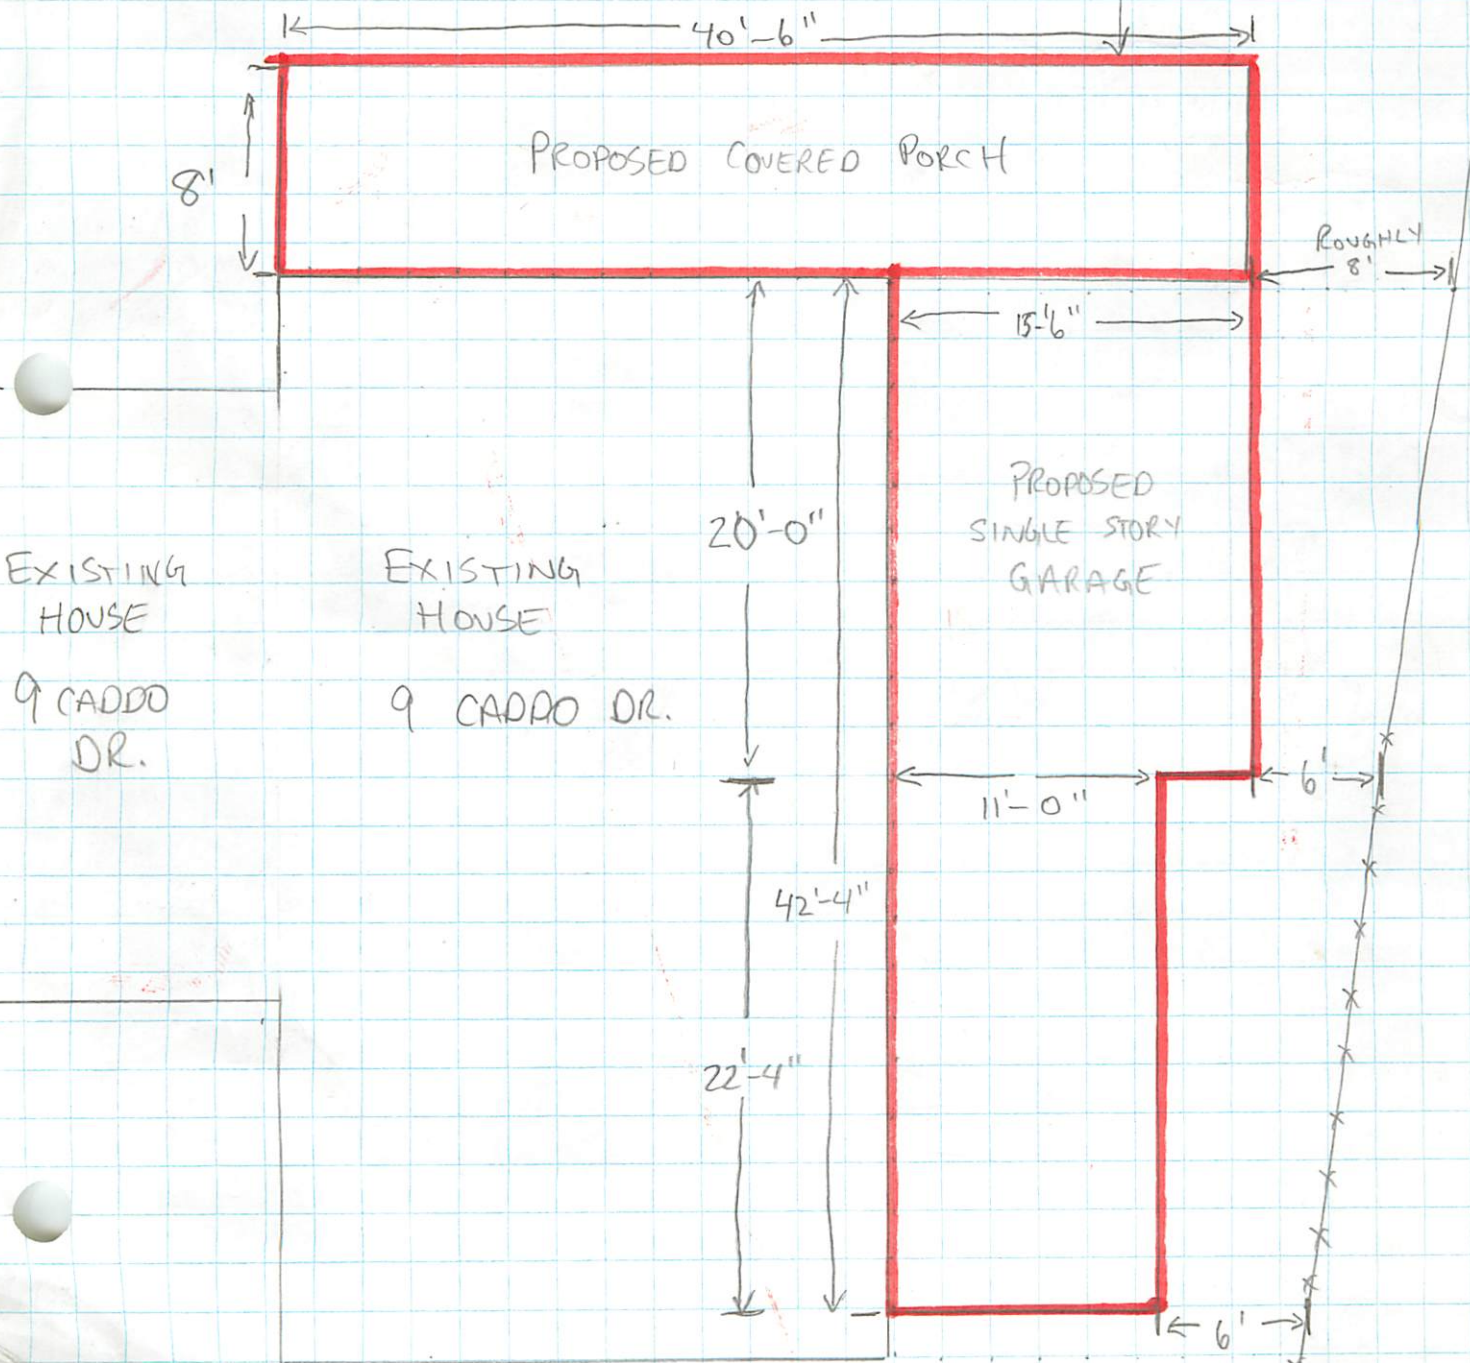 40'-6"
PROPOSED COVERED PORCH
8'
ROUGHLY
8'
15'-6"
PROPOSED
SINGLE STORY
GARAGE
20'-0"
EXISTING
HOUSE
9 CADDO
DR.
EXISTING
HOUSE
9 CADDO DR.
11'-0"
6'
42'-4"
22'-4"
6'